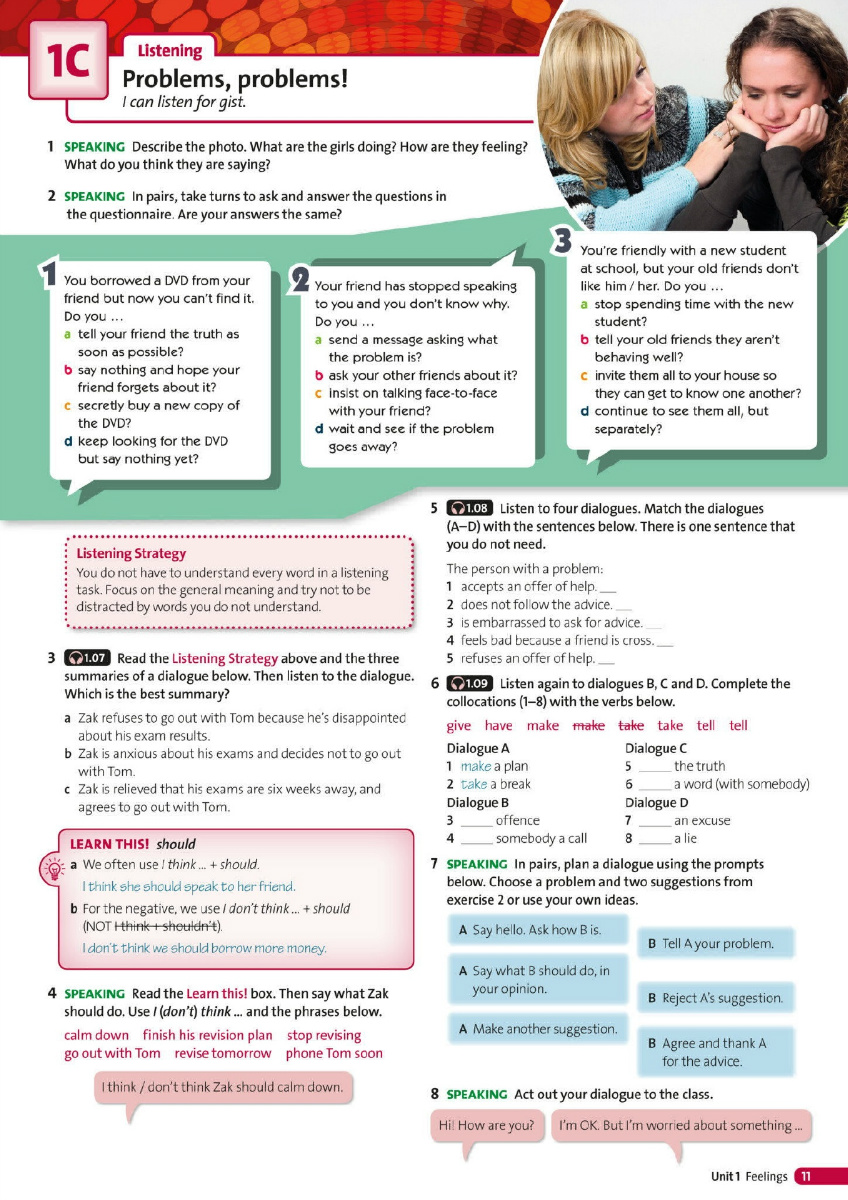 1C
Listening
Problems, problems!
I can listen for gist.
1 SPEAKING Describe the photo. What are the girls doing? How are they feeling?
What do you think they are saying?
2 SPEAKING In pairs, take turns to ask and answer the questions in
the questionnaire. Are your answers the same?
1
You borrowed a DVD from your
friend but now you can't find it.
Do you ...
a tell your friend the truth as
soon as possible?
b say nothing and hope your
friend forgets about it?
c secretly buy a new copy of
the DVD?
d keep looking for the DVD
but say nothing yet?
2
Your friend has stopped speaking
to you and you don't know why.
Do you ...
a send a message asking what
the problem is?
b ask your other friends about it?
c insist on talking face-to-face
with your friend?
d wait and see if the problem
goes away?
3
You're friendly with a new student
at school, but your old friends don't
like him / her. Do you ...
a stop spending time with the new
student?
b tell your old friends they aren't
behaving well?
c invite them all to your house so
they can get to know one another?
d continue to see them all, but
separately?
Listening Strategy
You do not have to understand every word in a listening
task. Focus on the general meaning and try not to be
distracted by words you do not understand.
3 1.07 Read the Listening Strategy above and the three
summaries of a dialogue below. Then listen to the dialogue.
Which is the best summary?
a Zak refuses to go out with Tom because he's disappointed
about his exam results.
b Zak is anxious about his exams and decides not to go out
with Tom.
c Zak is relieved that his exams are six weeks away, and
agrees to go out with Tom.
LEARN THIS! should
a We often use I think ... + should.
I think she should speak to her friend.
b For the negative, we use I don't think ... + should
(NOT I think + shouldn't).
I don't think we should borrow more money.
4 SPEAKING Read the Learn this! box. Then say what Zak
should do. Use I (don't) think ... and the phrases below.
calm down finish his revision plan stop revising
go out with Tom revise tomorrow phone Tom soon
I think / don't think Zak should calm down.
5 1.08 Listen to four dialogues. Match the dialogues
(A–D) with the sentences below. There is one sentence that
you do not need.
The person with a problem:
1 accepts an offer of help. __
2 does not follow the advice. __
3 is embarrassed to ask for advice. __
4 feels bad because a friend is cross. __
5 refuses an offer of help. __
6 1.09 Listen again to dialogues B, C and D. Complete the
collocations (1–8) with the verbs below.
give have make make take take tell tell
Dialogue A
1 make a plan
2 take a break
Dialogue B
3 ____ offence
4 ____ somebody a call
Dialogue C
5 ____ the truth
6 ____ a word (with somebody)
Dialogue D
7 ____ an excuse
8 ____ a lie
7 SPEAKING In pairs, plan a dialogue using the prompts
below. Choose a problem and two suggestions from
exercise 2 or use your own ideas.
A Say hello. Ask how B is.
B Tell A your problem.
A Say what B should do, in
your opinion.
B Reject A's suggestion.
A Make another suggestion.
B Agree and thank A
for the advice.
8 SPEAKING Act out your dialogue to the class.
Hi! How are you?
I'm OK. But I'm worried about something ...
Unit 1 Feelings 11